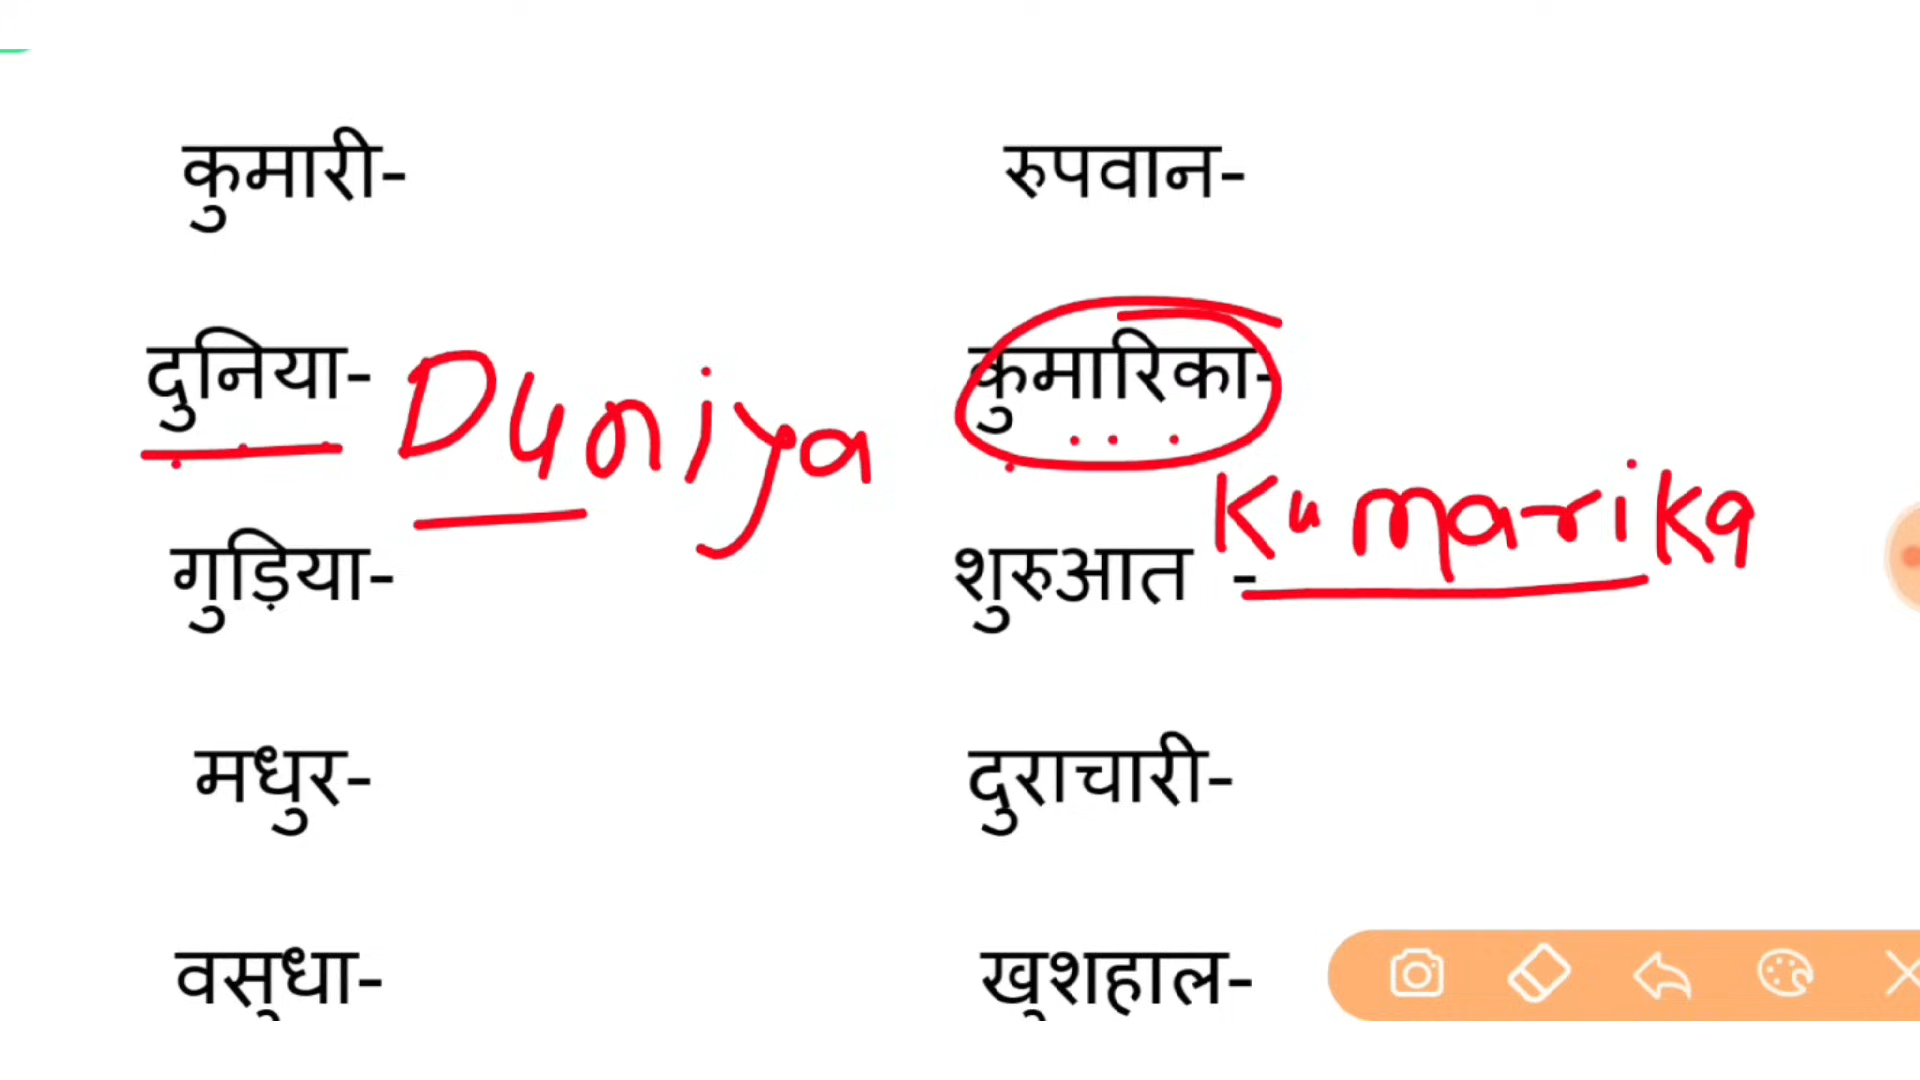 कुमारी- रुपवान-
दुनिया- Duniya कुमारिका-
Kumarika
गुड़िया- शुरुआत -
मधुर- दुराचारी-
वसुधा- खुशहाल-